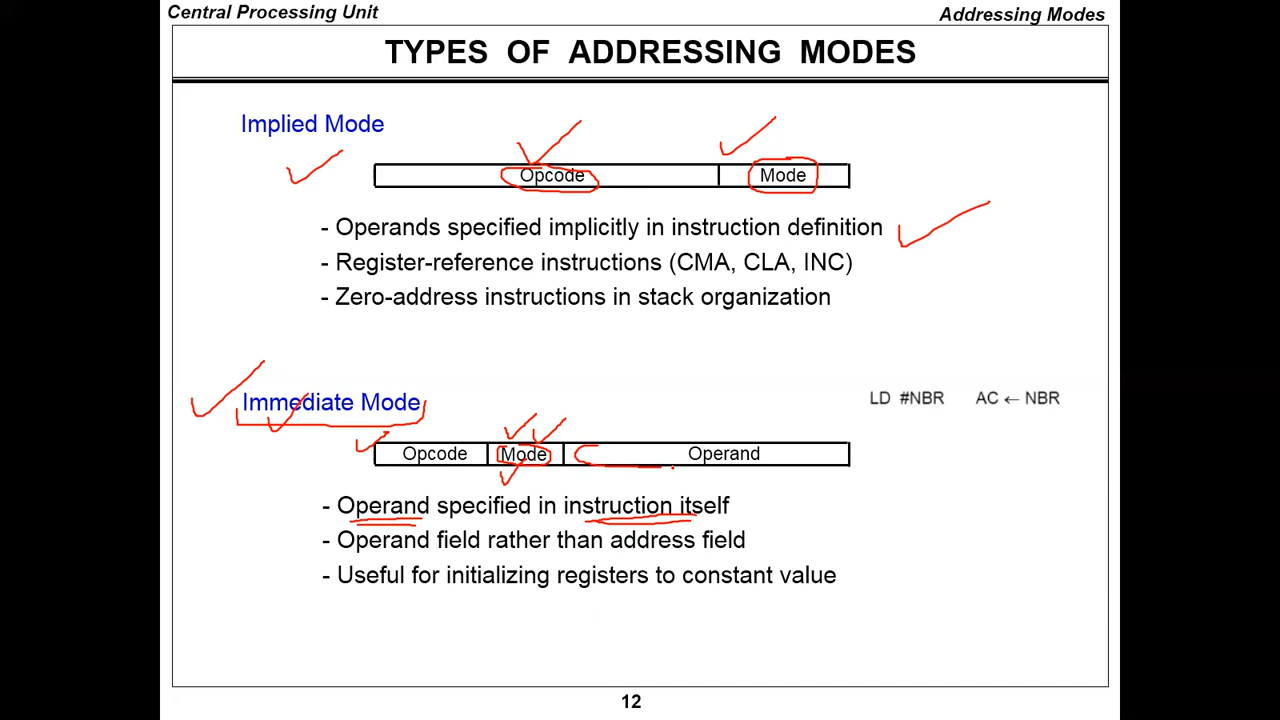 Central Processing Unit
Addressing Modes
TYPES OF ADDRESSING MODES
Implied Mode
Opcode Mode
- Operands specified implicitly in instruction definition
- Register-reference instructions (CMA, CLA, INC)
- Zero-address instructions in stack organization
Immediate Mode
LD #NBR AC ← NBR
Opcode Mode Operand
- Operand specified in instruction itself
- Operand field rather than address field
- Useful for initializing registers to constant value
12